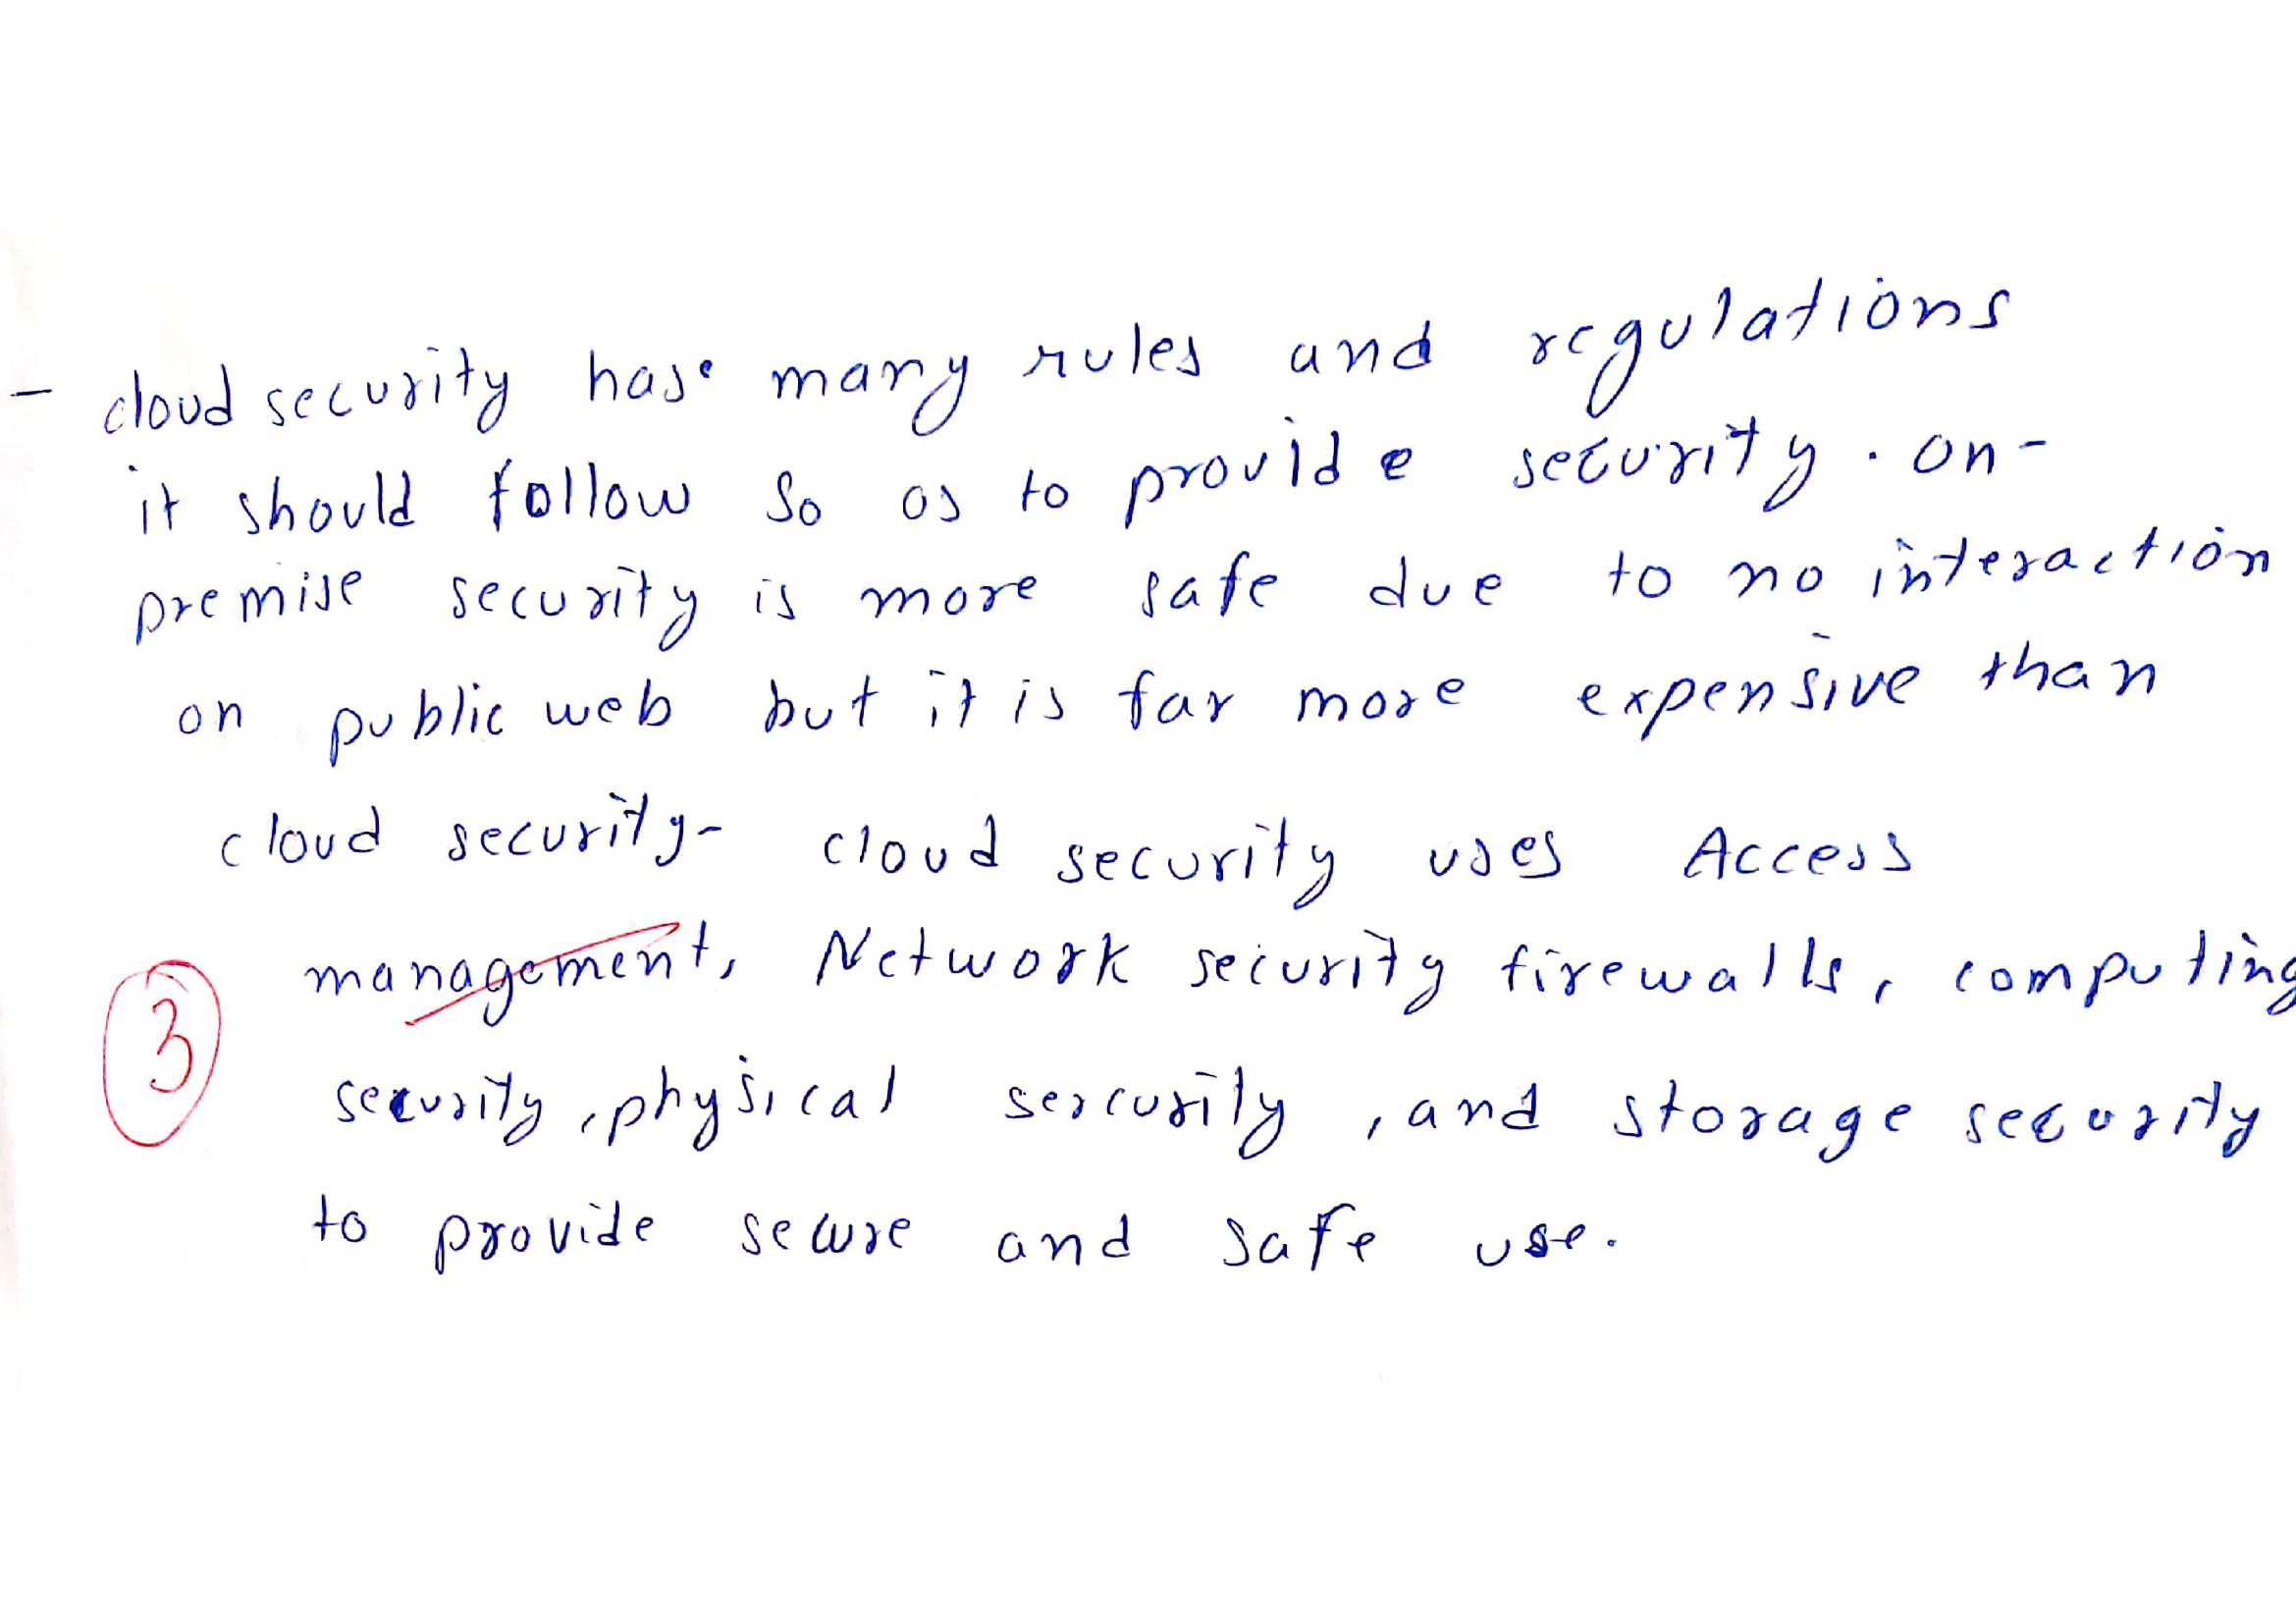 - cloud security has many rules and regulations
it should follow so as to provide security. on-
premise security is more safe due to no interaction
on public web but it is far more expensive than
cloud security- cloud security uses Access
management, Network security firewalls, computing
3
security, physical sercurity, and storage security
to provide secure and safe use.